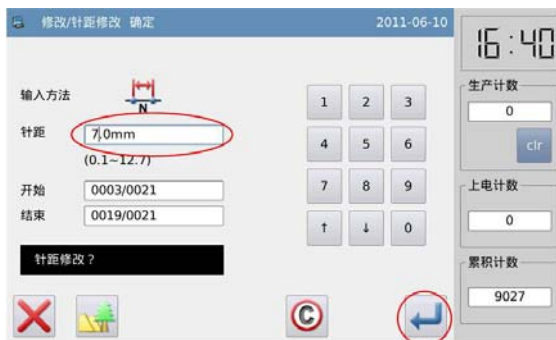 修改/针距修改 确定
2011-06-10
16:40
输入方法
N
针距
7.0mm
(0.1~12.7)
开始
0003/0021
结束
0019/0021
针距修改？
1 2 3
4 5 6
7 8 9
↑ ↓ 0
C
生产计数
0
clr
上电计数
0
累积计数
9027